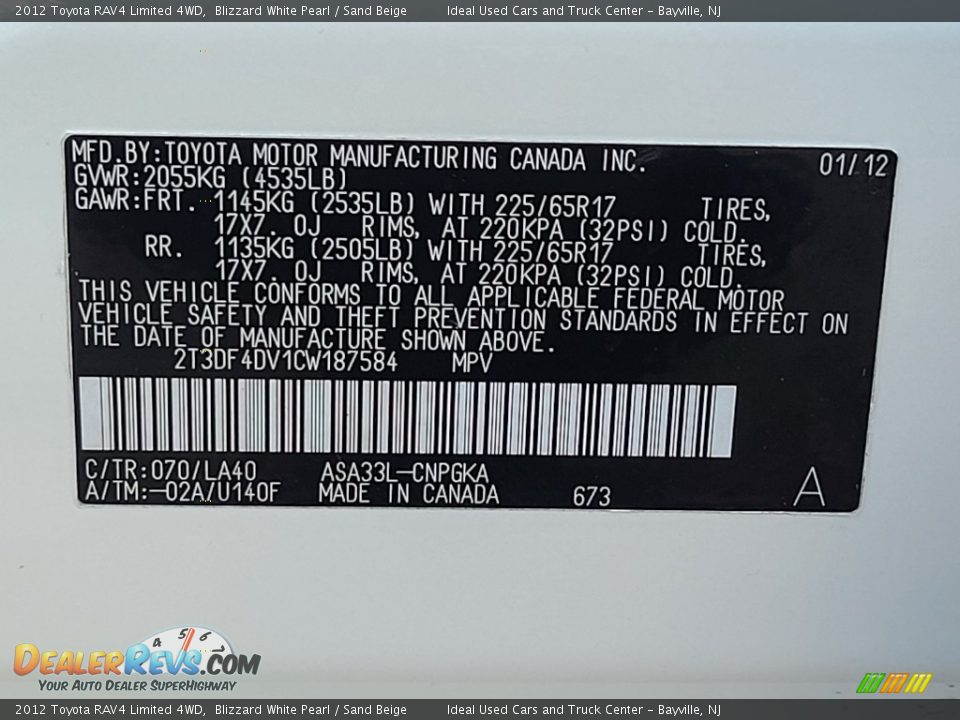 2012 Toyota RAV4 Limited 4WD, Blizzard White Pearl / Sand Beige Ideal Used Cars and Truck Center - Bayville, NJ
MFD.BY:TOYOTA MOTOR MANUFACTURING CANADA INC. 01/12
GVWR:2055KG (4535LB)
GAWR:FRT. 1145KG (2535LB) WITH 225/65R17 TIRES,
17X7.0J RIMS, AT 220KPA (32PSI) COLD.
RR. 1135KG (2505LB) WITH 225/65R17 TIRES,
17X7.0J RIMS, AT 220KPA (32PSI) COLD.
THIS VEHICLE CONFORMS TO ALL APPLICABLE FEDERAL MOTOR
VEHICLE SAFETY AND THEFT PREVENTION STANDARDS IN EFFECT ON
THE DATE OF MANUFACTURE SHOWN ABOVE.
2T3DF4DV1CW187584 MPV
C/TR:070/LA40 ASA33L-CNPGKA
A/TM:-02A/U140F MADE IN CANADA 673 A
4 5 6
DEALERREVS.COM
YOUR AUTO DEALER SUPERHIGHWAY
2012 Toyota RAV4 Limited 4WD, Blizzard White Pearl / Sand Beige Ideal Used Cars and Truck Center - Bayville, NJ